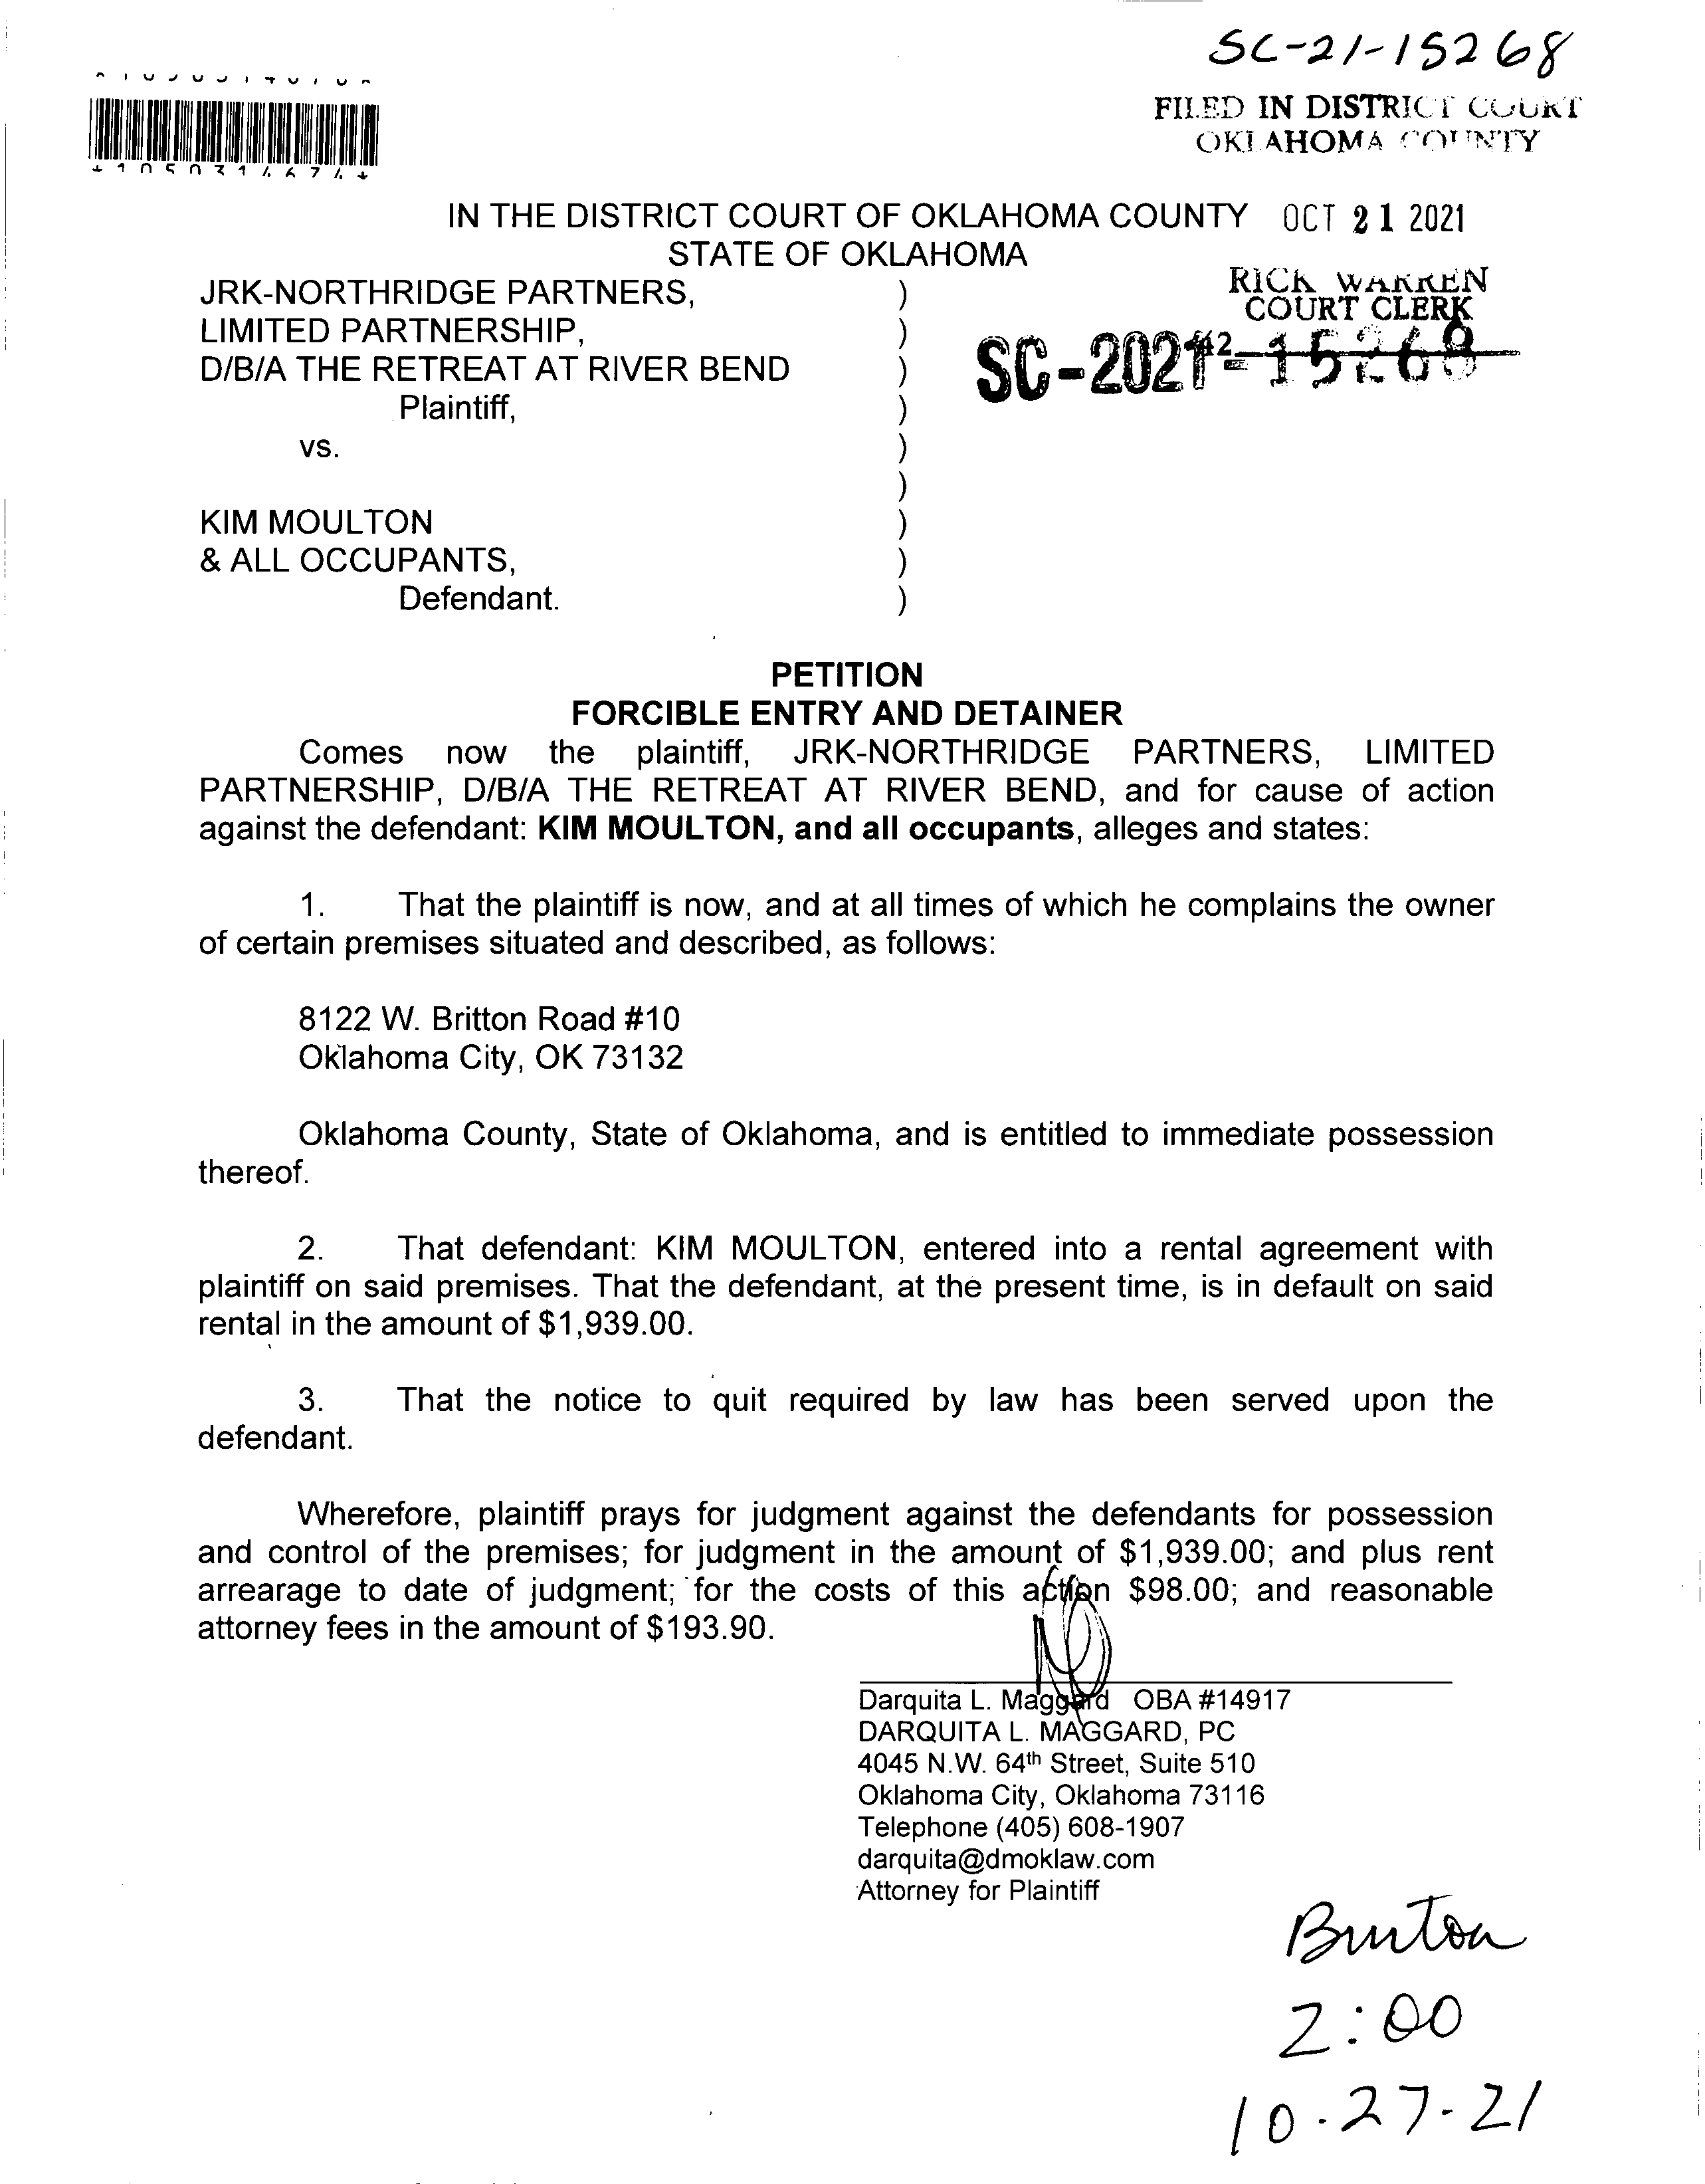 SC-21-15268
FILED IN DISTRICT COURT
OKLAHOMA COUNTY
*1050314674*
IN THE DISTRICT COURT OF OKLAHOMA COUNTY OCT 21 2021
STATE OF OKLAHOMA
RICK WARREN
COURT CLERK
JRK-NORTHRIDGE PARTNERS, )
LIMITED PARTNERSHIP, )
D/B/A THE RETREAT AT RIVER BEND ) SC-2021-15268
Plaintiff, )
vs. )
)
KIM MOULTON )
& ALL OCCUPANTS, )
Defendant. )
PETITION
FORCIBLE ENTRY AND DETAINER
Comes now the plaintiff, JRK-NORTHRIDGE PARTNERS, LIMITED
PARTNERSHIP, D/B/A THE RETREAT AT RIVER BEND, and for cause of action
against the defendant: KIM MOULTON, and all occupants, alleges and states:
1. That the plaintiff is now, and at all times of which he complains the owner
of certain premises situated and described, as follows:
8122 W. Britton Road #10
Oklahoma City, OK 73132
Oklahoma County, State of Oklahoma, and is entitled to immediate possession
thereof.
2. That defendant: KIM MOULTON, entered into a rental agreement with
plaintiff on said premises. That the defendant, at the present time, is in default on said
rental in the amount of $1,939.00.
3. That the notice to quit required by law has been served upon the
defendant.
Wherefore, plaintiff prays for judgment against the defendants for possession
and control of the premises; for judgment in the amount of $1,939.00; and plus rent
arrearage to date of judgment; for the costs of this action $98.00; and reasonable
attorney fees in the amount of $193.90.
Darquita L. Maggard OBA #14917
DARQUITA L. MAGGARD, PC
4045 N.W. 64th Street, Suite 510
Oklahoma City, Oklahoma 73116
Telephone (405) 608-1907
darquita@dmoklaw.com
Attorney for Plaintiff
Burton
2:00
10-27-21